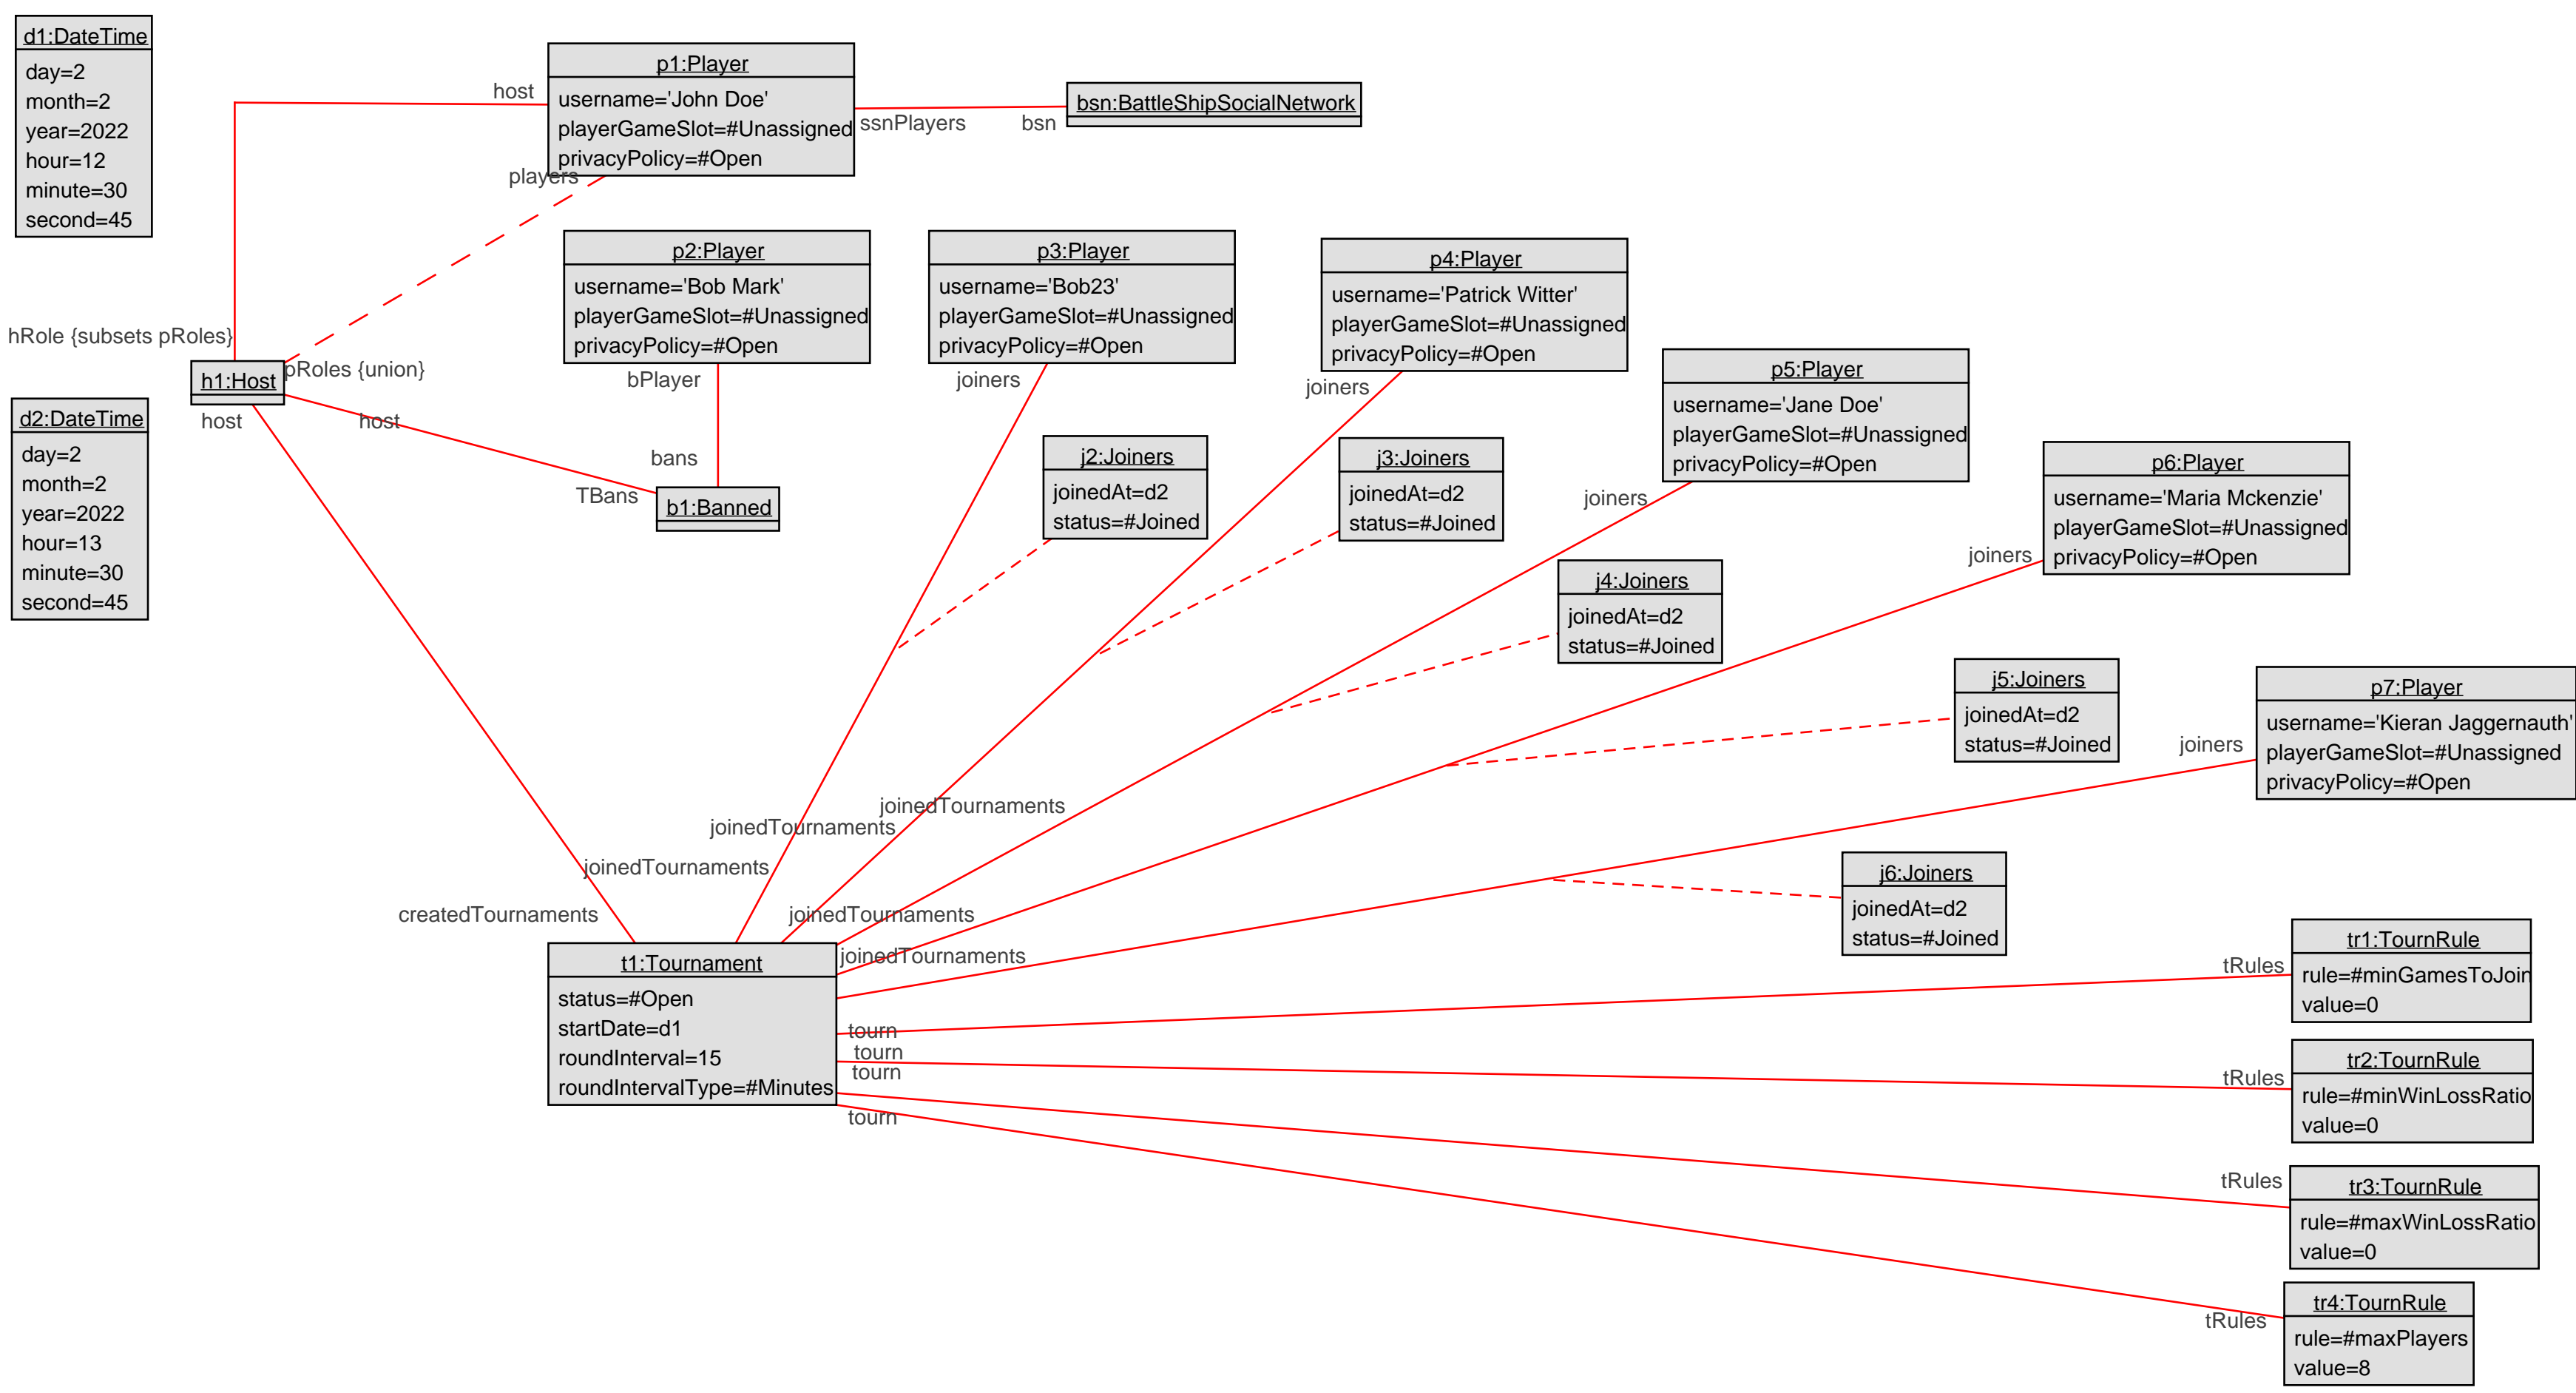 d1:DateTime
day=2
month=2
year=2022
hour=12
minute=30
second=45
p1:Player
username='John Doe'
playerGameSlot=#Unassigned
privacyPolicy=#Open
host
players
ssnPlayers
bsn
bsn:BattleShipSocialNetwork
p2:Player
username='Bob Mark'
playerGameSlot=#Unassigned
privacyPolicy=#Open
p3:Player
username='Bob23'
playerGameSlot=#Unassigned
privacyPolicy=#Open
p4:Player
username='Patrick Witter'
playerGameSlot=#Unassigned
privacyPolicy=#Open
p5:Player
username='Jane Doe'
playerGameSlot=#Unassigned
privacyPolicy=#Open
p6:Player
username='Maria Mckenzie'
playerGameSlot=#Unassigned
privacyPolicy=#Open
p7:Player
username='Kieran Jaggernauth'
playerGameSlot=#Unassigned
privacyPolicy=#Open
hRole {subsets pRoles}
h1:Host
pRoles {union}
host
host
d2:DateTime
day=2
month=2
year=2022
hour=13
minute=30
second=45
bPlayer
bans
TBans
b1:Banned
joiners
joiners
joiners
joiners
joiners
j2:Joiners
joinedAt=d2
status=#Joined
j3:Joiners
joinedAt=d2
status=#Joined
j4:Joiners
joinedAt=d2
status=#Joined
j5:Joiners
joinedAt=d2
status=#Joined
j6:Joiners
joinedAt=d2
status=#Joined
joinedTournaments
joinedTournaments
joinedTournaments
joinedTournaments
joinedTournaments
createdTournaments
t1:Tournament
status=#Open
startDate=d1
roundInterval=15
roundIntervalType=#Minutes
tourn
tourn
tourn
tourn
tRules
tr1:TournRule
rule=#minGamesToJoin
value=0
tRules
tr2:TournRule
rule=#minWinLossRatio
value=0
tRules
tr3:TournRule
rule=#maxWinLossRatio
value=0
tRules
tr4:TournRule
rule=#maxPlayers
value=8